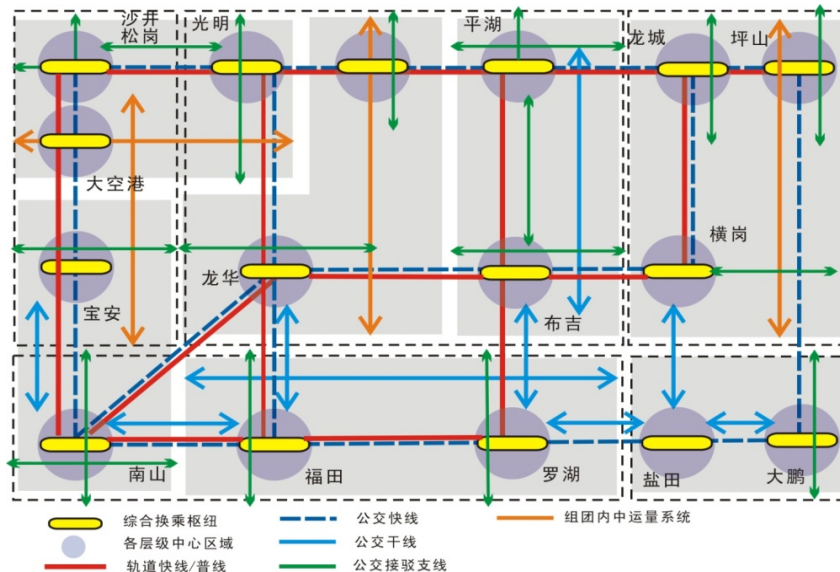 沙井
松岗
光明
平湖
龙城
坪山
大空港
宝安
龙华
布吉
横岗
南山
福田
罗湖
盐田
大鹏
综合换乘枢纽
公交快线
组团内中运量系统
各层级中心区域
公交干线
轨道快线/普线
公交接驳支线